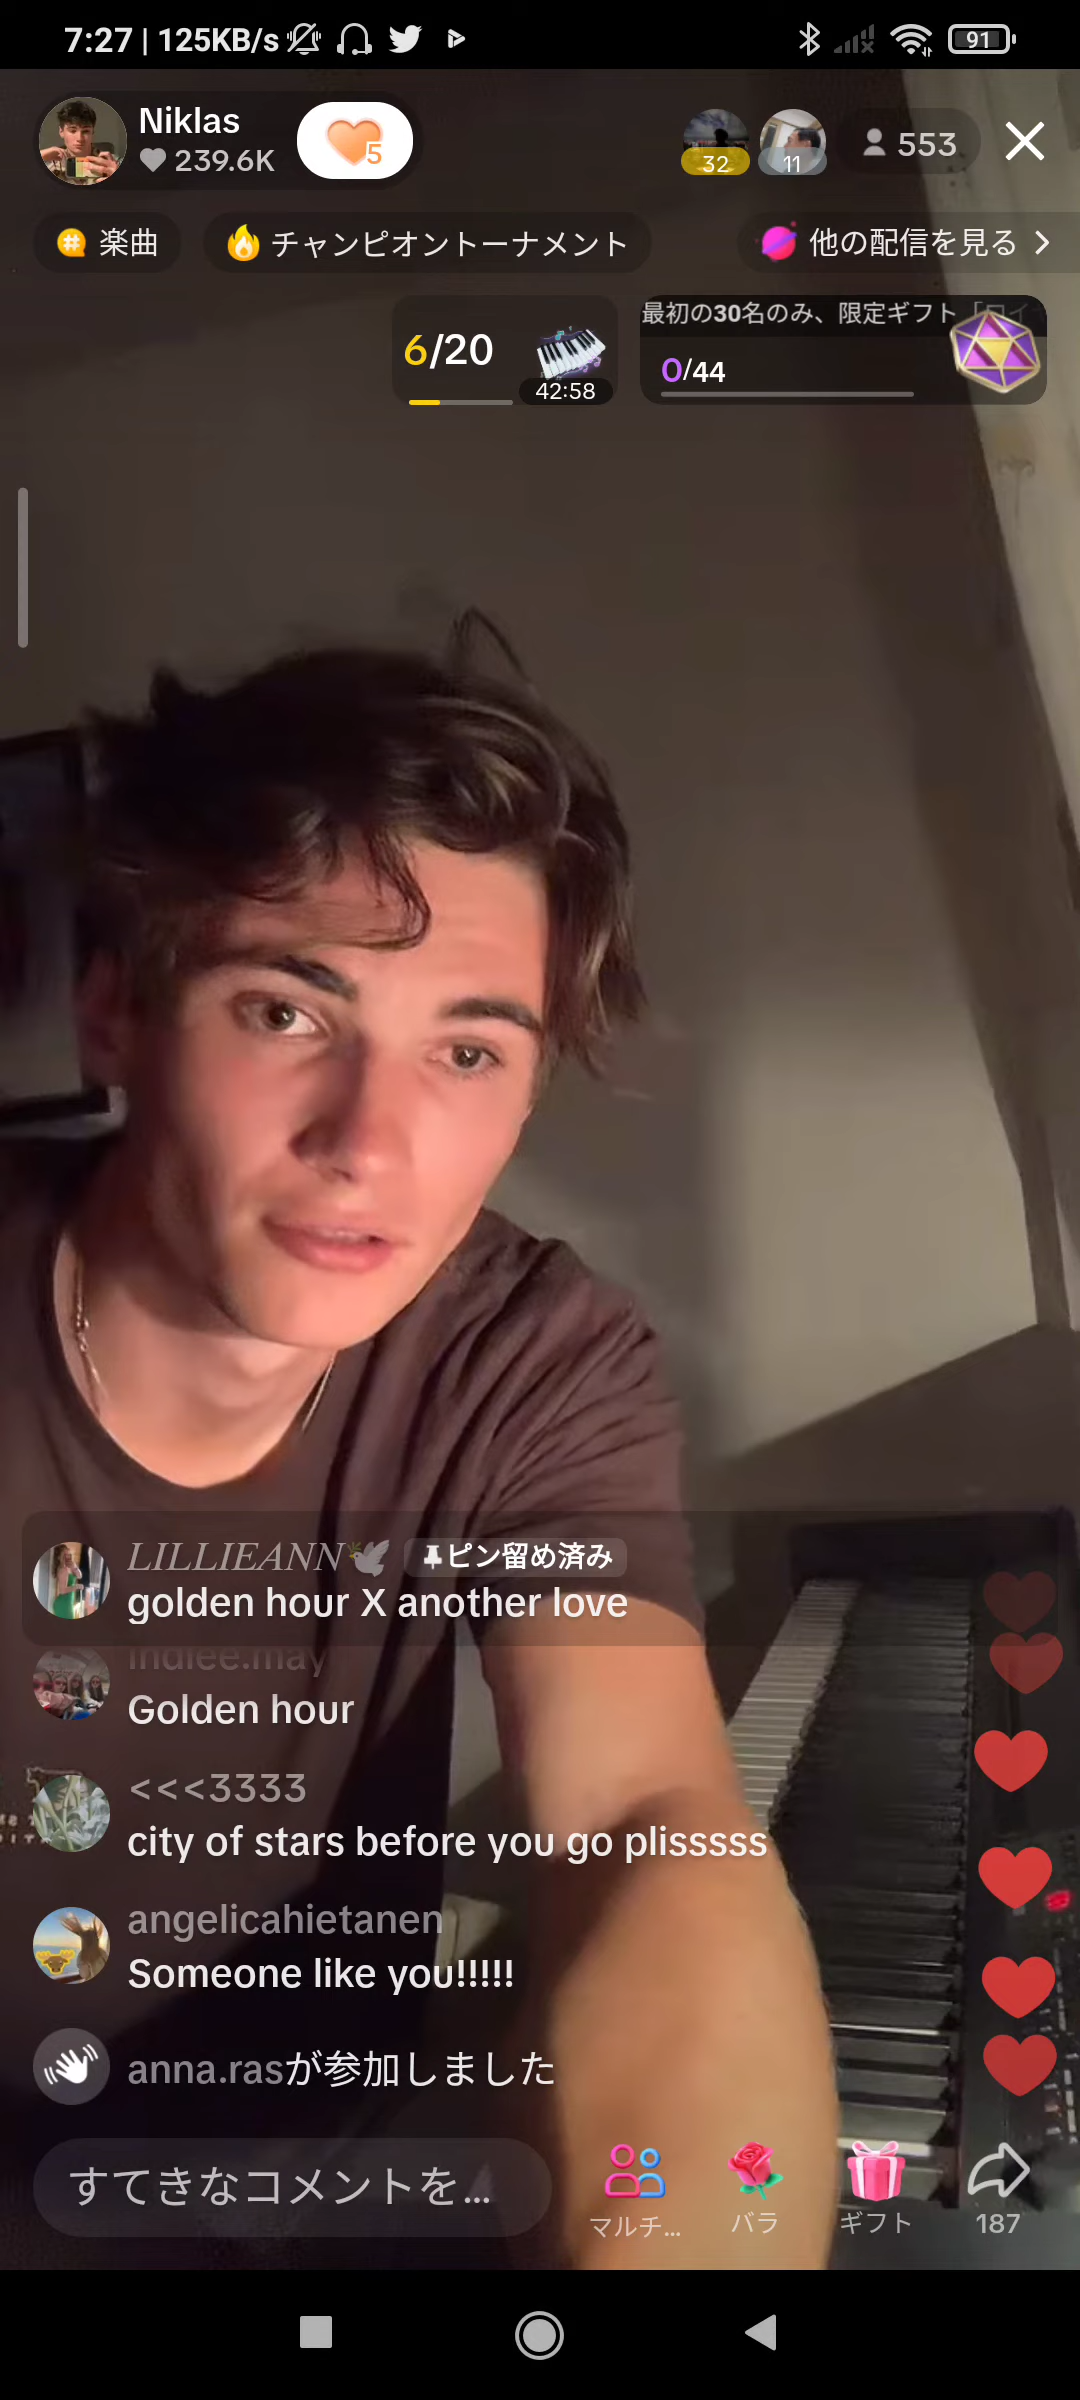 7:27 | 125KB/s
91
Niklas
239.6K
5
32
11
553
楽曲
チャンピオントーナメント
他の配信を見る
6/20
42:58
最初の30名のみ、限定ギフト「ロイ
0/44
LILLIEANN🕊 ピン留め済み
golden hour X another love
indiee.may
Golden hour
<<<3333
city of stars before you go plisssss
angelicahietanen
Someone like you!!!!!
anna.rasが参加しました
すてきなコメントを...
マルチ...
バラ
ギフト
187